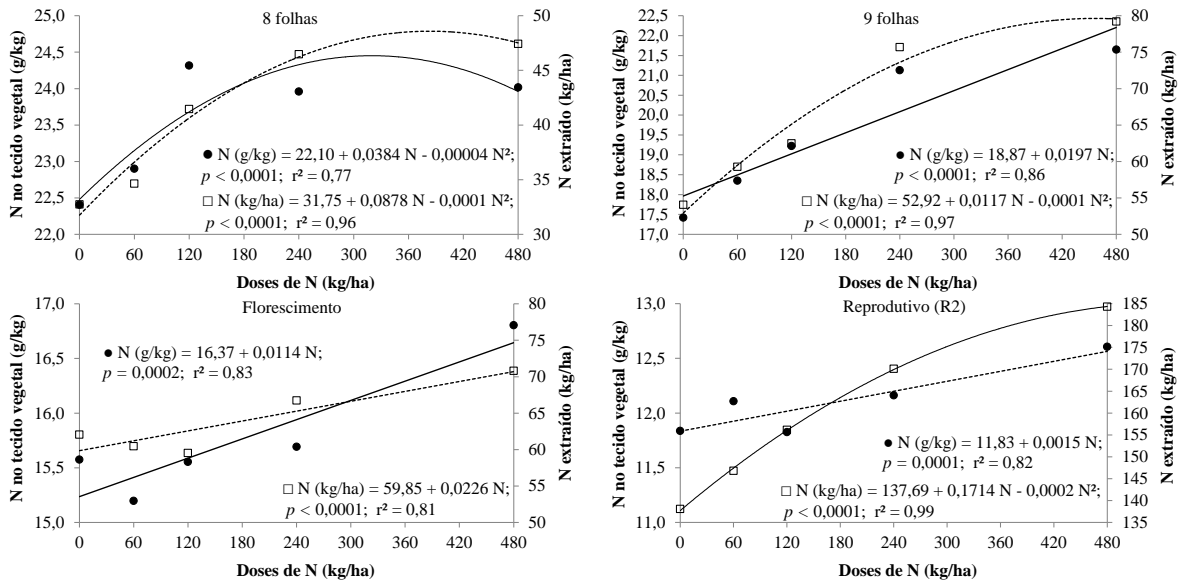 8 folhas
N no tecido vegetal (g/kg)
25,0
24,5
24,0
23,5
23,0
22,5
22,0
50
45
40
35
30
N extraído (kg/ha)
● N (g/kg) = 22,10 + 0,0384 N - 0,00004 N²;
p < 0,0001; r² = 0,77
□ N (kg/ha) = 31,75 + 0,0878 N - 0,0001 N²;
p < 0,0001; r² = 0,96
0 60 120 180 240 300 360 420 480
Doses de N (kg/ha)
9 folhas
N no tecido vegetal (g/kg)
22,5
22,0
21,5
21,0
20,5
20,0
19,5
19,0
18,5
18,0
17,5
17,0
80
75
70
65
60
55
50
N extraído (kg/ha)
● N (g/kg) = 18,87 + 0,0197 N;
p < 0,0001; r² = 0,86
□ N (kg/ha) = 52,92 + 0,0117 N - 0,0001 N²;
p < 0,0001; r² = 0,97
0 60 120 180 240 300 360 420 480
Doses de N (kg/ha)
Florescimento
N no tecido vegetal (g/kg)
17,0
16,5
16,0
15,5
15,0
80
75
70
65
60
55
50
N extraído (kg/ha)
● N (g/kg) = 16,37 + 0,0114 N;
p = 0,0002; r² = 0,83
□ N (kg/ha) = 59,85 + 0,0226 N;
p < 0,0001; r² = 0,81
0 60 120 180 240 300 360 420 480
Doses de N (kg/ha)
Reprodutivo (R2)
N no tecido vegetal (g/kg)
13,0
12,5
12,0
11,5
11,0
185
180
175
170
165
160
155
150
145
140
135
N extraído (kg/ha)
● N (g/kg) = 11,83 + 0,0015 N;
p = 0,0001; r² = 0,82
□ N (kg/ha) = 137,69 + 0,1714 N - 0,0002 N²;
p < 0,0001; r² = 0,99
0 60 120 180 240 300 360 420 480
Doses de N (kg/ha)